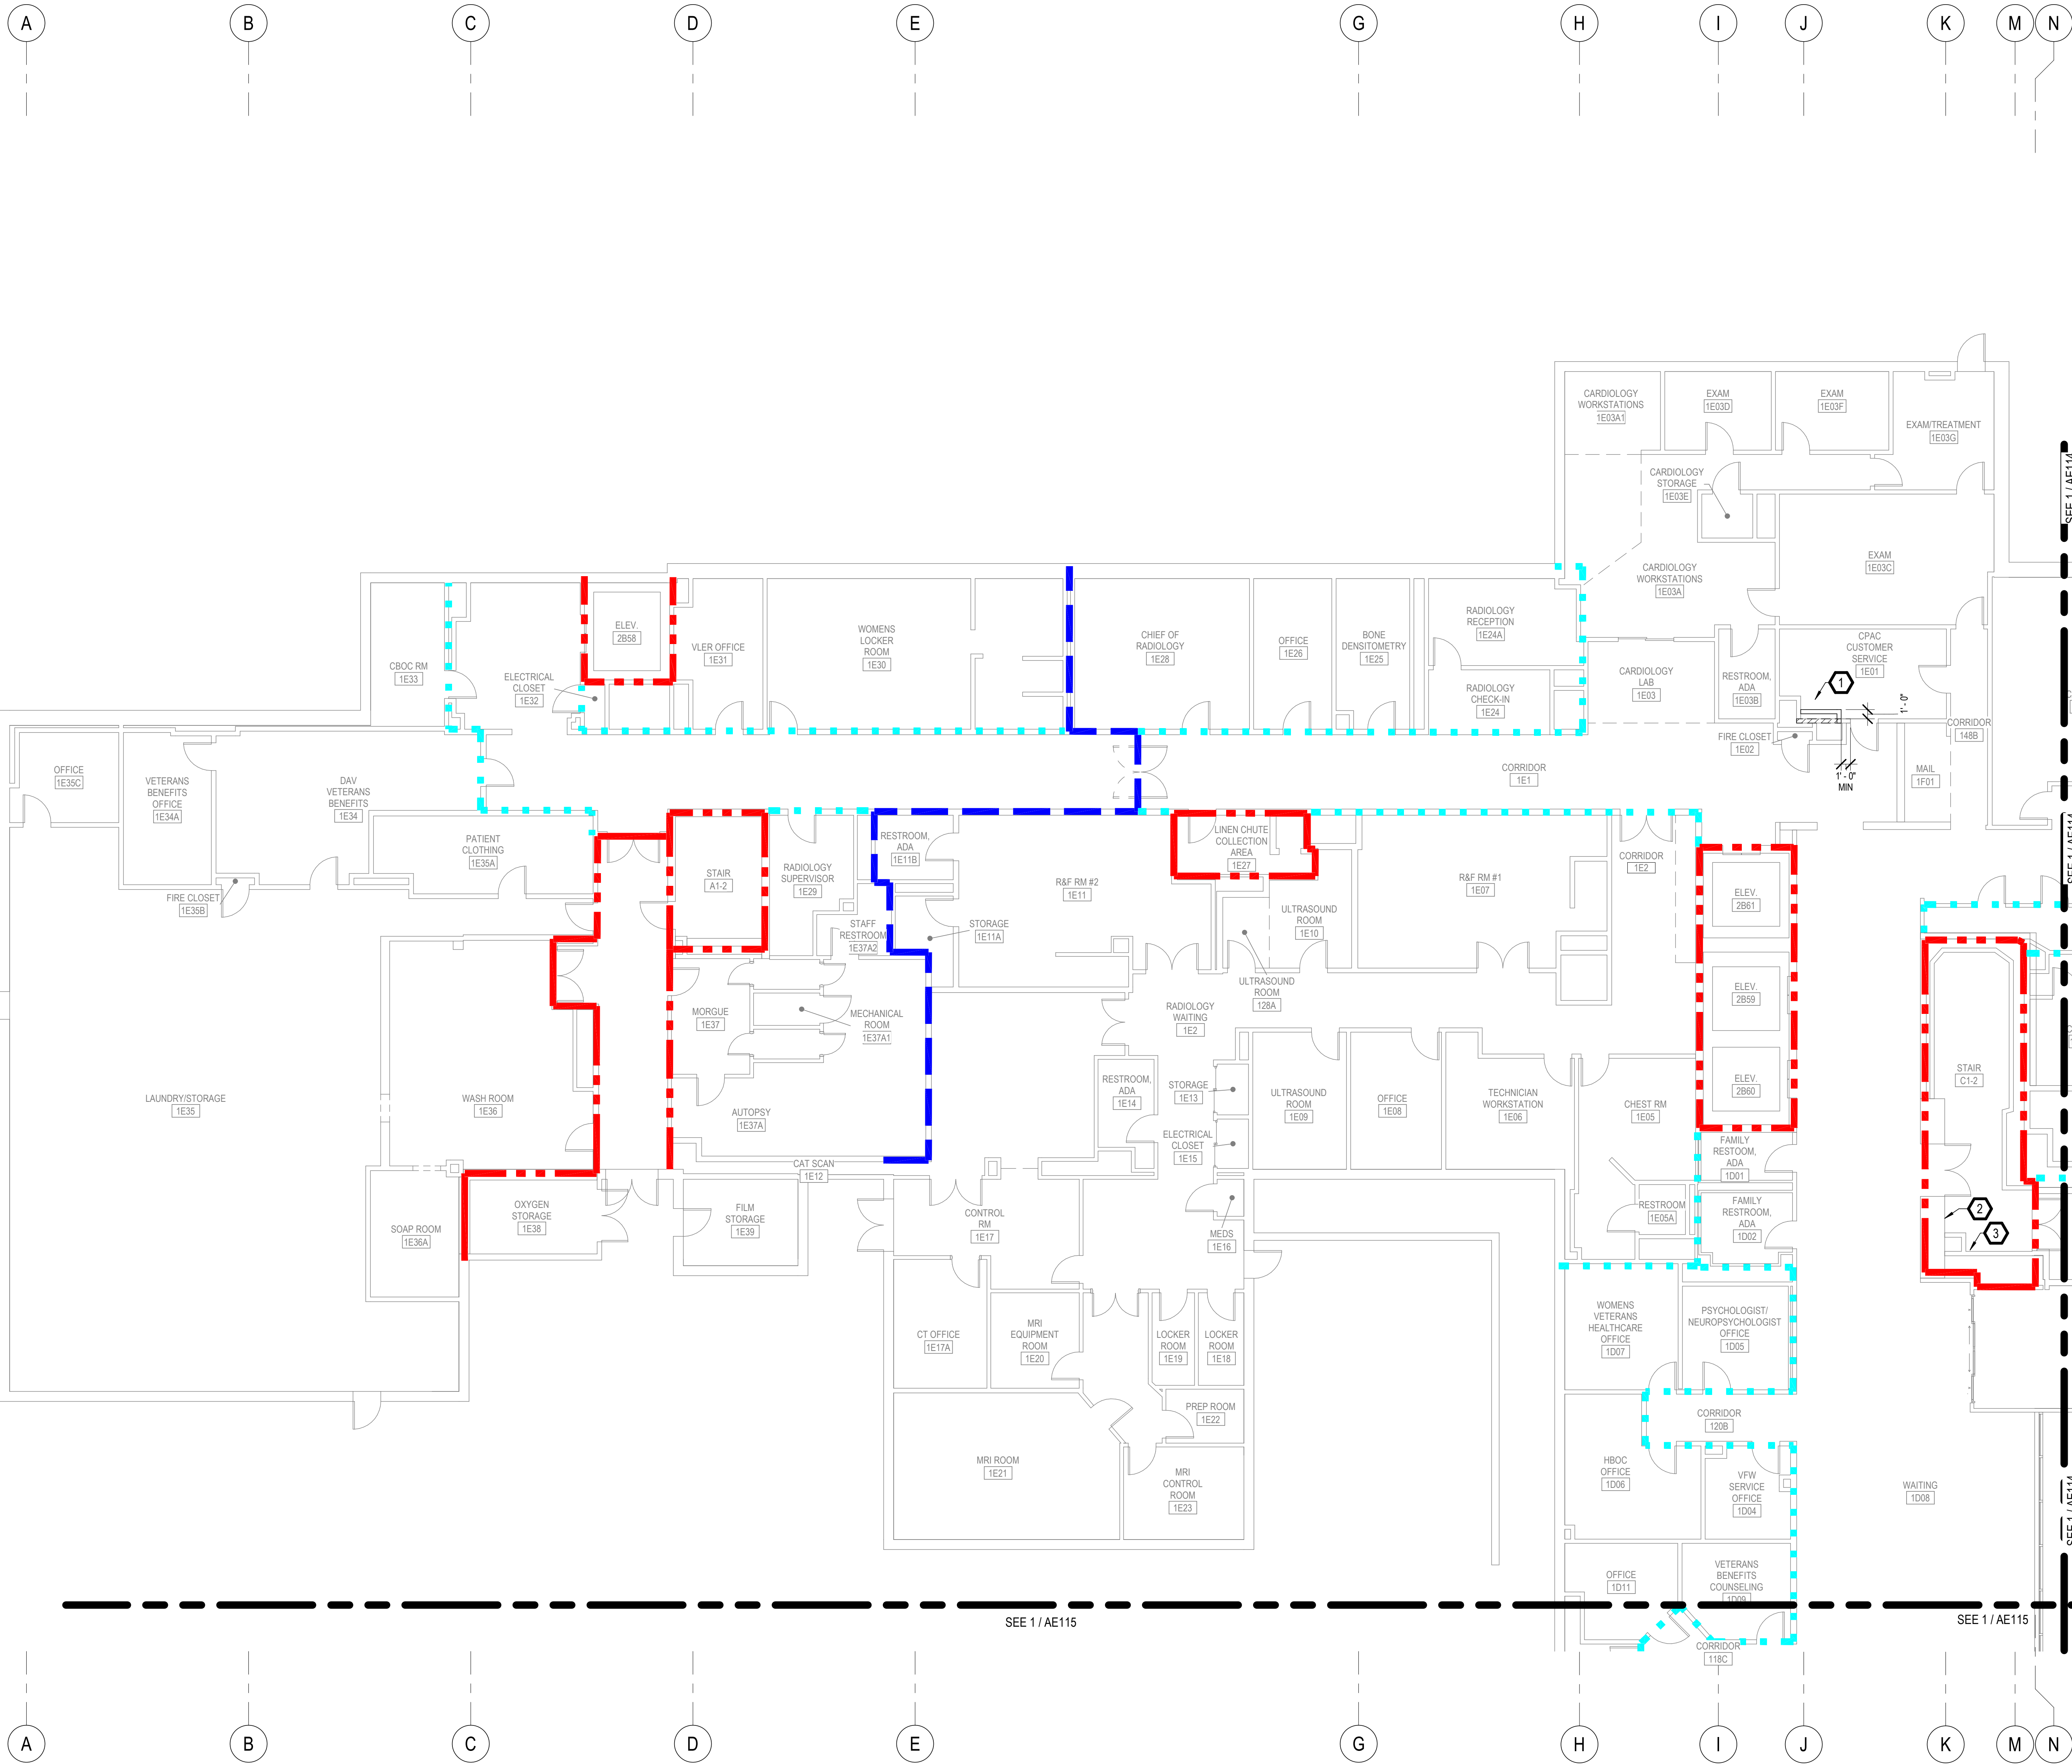 A B C D E G H I J K M N
CARDIOLOGY
WORKSTATIONS
1E03A1
EXAM
1E03D
EXAM
1E03F
EXAM/TREATMENT
1E03G
CARDIOLOGY
STORAGE
1E03E
SEE 1 / AE114
EXAM
1E03C
CARDIOLOGY
WORKSTATIONS
1E03A
ELEV.
2B58
CBOC RM
1E33
ELECTRICAL
CLOSET
1E32
VLER OFFICE
1E31
WOMENS
LOCKER
ROOM
1E30
CHIEF OF
RADIOLOGY
1E28
OFFICE
1E26
BONE
DENSITOMETRY
1E25
RADIOLOGY
RECEPTION
1E24A
RADIOLOGY
CHECK-IN
1E24
CARDIOLOGY
LAB
1E03
RESTROOM,
ADA
1E03B
CPAC
CUSTOMER
SERVICE
1E01
1
1' - 0"
1' - 0"
MIN
FIRE CLOSET
1E02
CORRIDOR
148B
MAIL
1F01
CORRIDOR
1E1
OFFICE
1E35C
VETERANS
BENEFITS
OFFICE
1E34A
DAV
VETERANS
BENEFITS
1E34
PATIENT
CLOTHING
1E35A
FIRE CLOSET
1E35B
STAIR
A1-2
RADIOLOGY
SUPERVISOR
1E29
RESTROOM,
ADA
1E11B
STAFF
RESTROOM
1E37A2
R&F RM #2
1E11
STORAGE
1E11A
LINEN CHUTE
COLLECTION
AREA
1E27
ULTRASOUND
ROOM
1E10
ULTRASOUND
ROOM
128A
R&F RM #1
1E07
CORRIDOR
1E2
ELEV.
2B61
ELEV.
2B59
ELEV.
2B60
SEE 1 / AE114
MORGUE
1E37
MECHANICAL
ROOM
1E37A1
RADIOLOGY
WAITING
1E2
LAUNDRY/STORAGE
1E35
WASH ROOM
1E36
AUTOPSY
1E37A
RESTROOM,
ADA
1E14
STORAGE
1E13
ELECTRICAL
CLOSET
1E15
ULTRASOUND
ROOM
1E09
OFFICE
1E08
TECHNICIAN
WORKSTATION
1E06
CHEST RM
1E05
STAIR
C1-2
FAMILY
RESTOOM,
ADA
1D01
CAT SCAN
1E12
SOAP ROOM
1E36A
OXYGEN
STORAGE
1E38
FILM
STORAGE
1E39
CONTROL
RM
1E17
MEDS
1E16
RESTROOM
1E05A
FAMILY
RESTROOM,
ADA
1D02
2
3
CT OFFICE
1E17A
MRI
EQUIPMENT
ROOM
1E20
LOCKER
ROOM
1E19
LOCKER
ROOM
1E18
WOMENS
VETERANS
HEALTHCARE
OFFICE
1D07
PSYCHOLOGIST/
NEUROPSYCHOLOGIST
OFFICE
1D05
PREP ROOM
1E22
CORRIDOR
120B
MRI ROOM
1E21
MRI
CONTROL
ROOM
1E23
HBOC
OFFICE
1D06
VFW
SERVICE
OFFICE
1D04
WAITING
1D08
SEE 1 / AE114
OFFICE
1D11
VETERANS
BENEFITS
COUNSELING
1D09
SEE 1 / AE115
SEE 1 / AE115
CORRIDOR
118C
A B C D E G H I J K M N